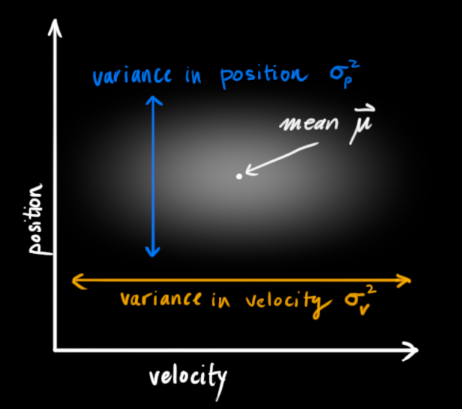 variance in position σₚ²
mean μ⃗
position
variance in velocity σᵥ²
velocity